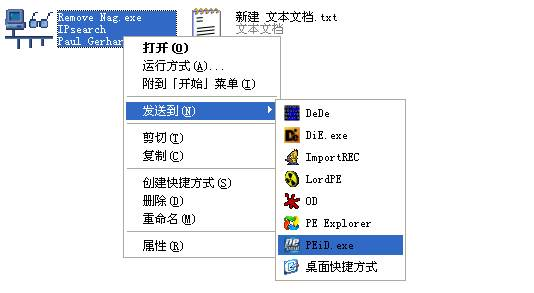 Remove Nag.exe
IPsearch
Paul Gerhar
新建 文本文档.txt
文本文档
打开(O)
运行方式(A)...
附到「开始」菜单(I)
发送到(N)
剪切(T)
复制(C)
创建快捷方式(S)
删除(D)
重命名(M)
属性(R)
DeDe
DiE.exe
ImportREC
LordPE
OD
PE Explorer
PEiD.exe
桌面快捷方式